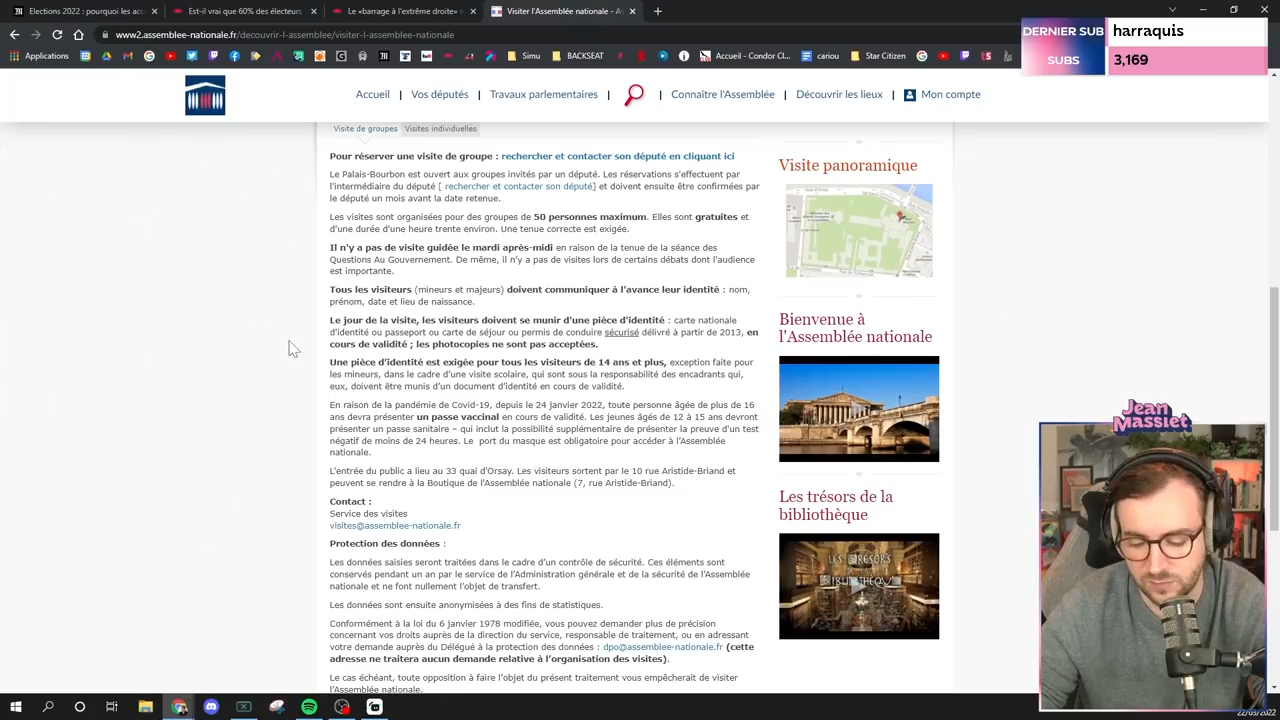 Elections 2022 : pourquoi les acc
Est-il vrai que 60% des électeurs
Le «barrage à l'extrême droite»
Visiter l'Assemblée nationale - As
www2.assemblee-nationale.fr/decouvrir-l-assemblee/visiter-l-assemblee-nationale
Applications
Simu
BACKSEAT
Accueil - Condor Cl...
cariou
Star Citizen
DERNIER SUB
harraquis
SUBS
3,169
Accueil | Vos députés | Travaux parlementaires | | Connaître l'Assemblée | Découvrir les lieux | Mon compte
Visite de groupes
Visites individuelles
Pour réserver une visite de groupe : rechercher et contacter son député en cliquant ici
Le Palais-Bourbon est ouvert aux groupes invités par un député. Les réservations s'effectuent par
l'intermédiaire du député [ rechercher et contacter son député] et doivent ensuite être confirmées par
le député un mois avant la date retenue.
Les visites sont organisées pour des groupes de 50 personnes maximum. Elles sont gratuites et
d'une durée d'une heure trente environ. Une tenue correcte est exigée.
Il n'y a pas de visite guidée le mardi après-midi en raison de la tenue de la séance des
Questions Au Gouvernement. De même, il n'y a pas de visites lors de certains débats dont l'audience
est importante.
Tous les visiteurs (mineurs et majeurs) doivent communiquer à l'avance leur identité : nom,
prénom, date et lieu de naissance.
Le jour de la visite, les visiteurs doivent se munir d'une pièce d'identité : carte nationale
d'identité ou passeport ou carte de séjour ou permis de conduire sécurisé délivré à partir de 2013, en
cours de validité ; les photocopies ne sont pas acceptées.
Une pièce d'identité est exigée pour tous les visiteurs de 14 ans et plus, exception faite pour
les mineurs, dans le cadre d'une visite scolaire, qui sont sous la responsabilité des encadrants qui,
eux, doivent être munis d'un document d'identité en cours de validité.
En raison de la pandémie de Covid-19, depuis le 24 janvier 2022, toute personne âgée de plus de 16
ans devra présenter un passe vaccinal en cours de validité. Les jeunes âgés de 12 à 15 ans devront
présenter un passe sanitaire – qui inclut la possibilité supplémentaire de présenter la preuve d'un test
négatif de moins de 24 heures. Le port du masque est obligatoire pour accéder à l'Assemblée
nationale.
L'entrée du public a lieu au 33 quai d'Orsay. Les visiteurs sortent par le 10 rue Aristide-Briand et
peuvent se rendre à la Boutique de l'Assemblée nationale (7, rue Aristide-Briand).
Contact :
Service des visites
visites@assemblee-nationale.fr
Protection des données :
Les données saisies seront traitées dans le cadre d'un contrôle de sécurité. Ces éléments sont
conservés pendant un an par le service de l'Administration générale et de la sécurité de l'Assemblée
nationale et ne font nullement l'objet de transfert.
Les données sont ensuite anonymisées à des fins de statistiques.
Conformément à la loi du 6 janvier 1978 modifiée, vous pouvez demander plus de précision
concernant vos droits auprès de la direction du service, responsable de traitement, ou en adressant
votre demande auprès du Délégué à la protection des données : dpo@assemblee-nationale.fr (cette
adresse ne traitera aucun demande relative à l'organisation des visites).
Le cas échéant, toute opposition à faire l'objet du présent traitement vous empêcherait de visiter
l'Assemblée nationale.
Visite panoramique
Bienvenue à
l'Assemblée nationale
Les trésors de la
bibliothèque
LES TRÉSORS
Jean
Massiet
22/03/2022